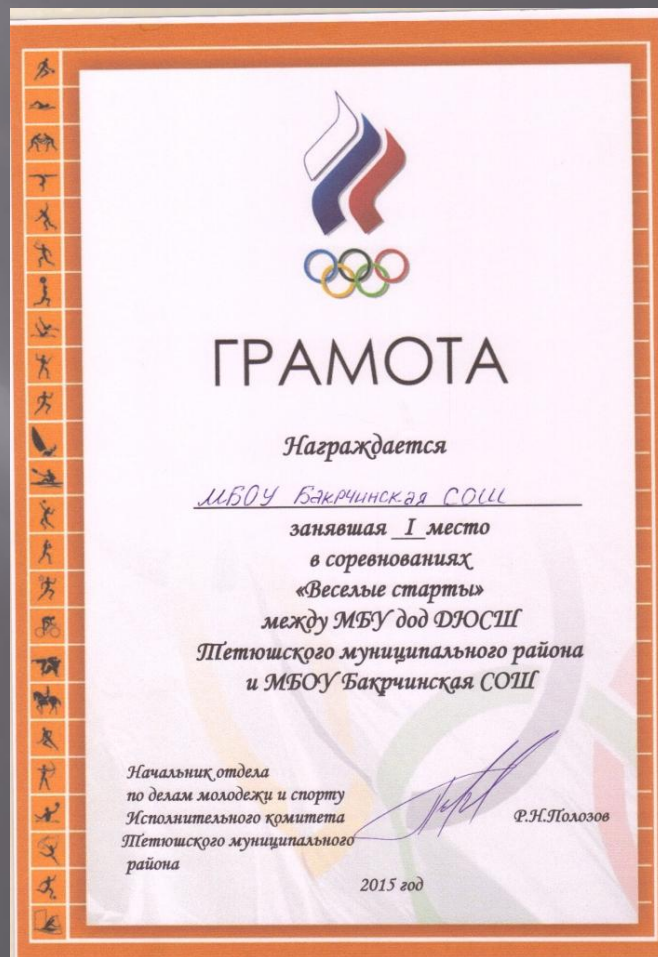 ГРАМОТА
Награждается
МБОУ Бакрчинская СОШ
занявшая I место
в соревнованиях
«Веселые старты»
между МБУ дод ДЮСШ
Тетюшского муниципального района
и МБОУ Бакрчинская СОШ
Начальник отдела
по делам молодежи и спорту
Исполнительного комитета
Тетюшского муниципального
района
Р.Н.Полозов
2015 год